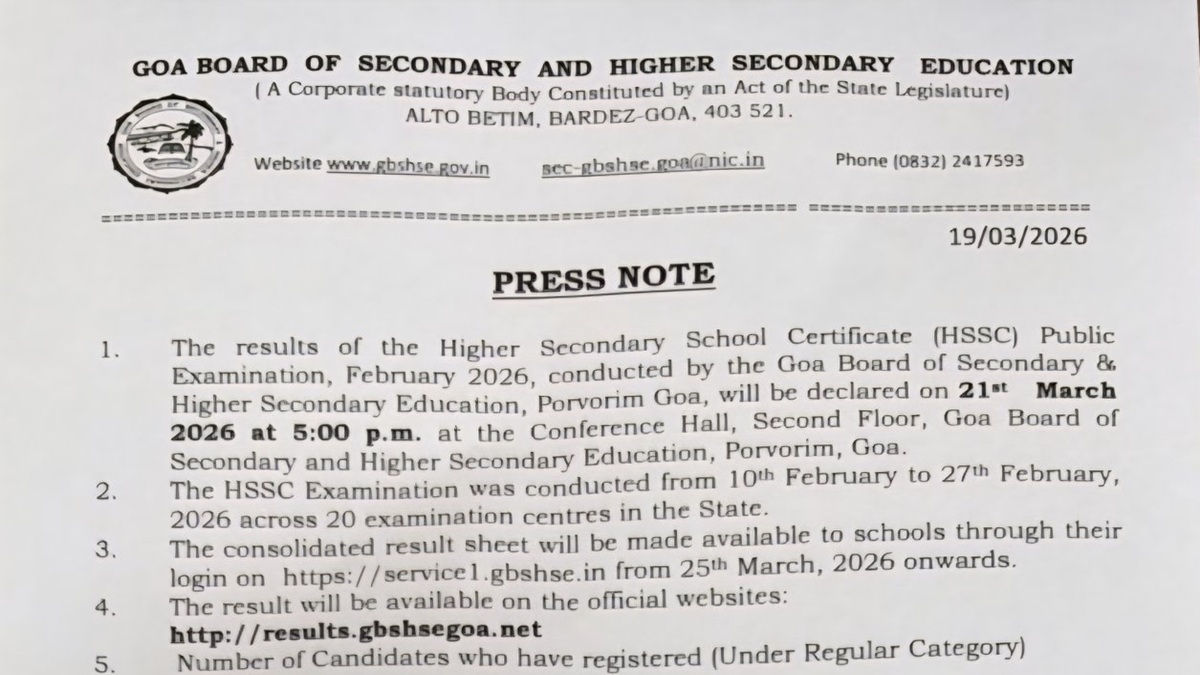 GOA BOARD OF SECONDARY AND HIGHER SECONDARY EDUCATION
( A Corporate statutory Body Constituted by an Act of the State Legislature)
ALTO BETIM, BARDEZ-GOA, 403 521.
Website www.gbshse.gov.in sec-gbshse.goa@nic.in Phone (0832) 2417593
19/03/2026
PRESS NOTE
1. The results of the Higher Secondary School Certificate (HSSC) Public
Examination, February 2026, conducted by the Goa Board of Secondary &
Higher Secondary Education, Porvorim Goa, will be declared on 21st March
2026 at 5:00 p.m. at the Conference Hall, Second Floor, Goa Board of
Secondary and Higher Secondary Education, Porvorim, Goa.
2. The HSSC Examination was conducted from 10th February to 27th February,
2026 across 20 examination centres in the State.
3. The consolidated result sheet will be made available to schools through their
login on https://service1.gbshse.in from 25th March, 2026 onwards.
4. The result will be available on the official websites:
http://results.gbshsegoa.net
5. Number of Candidates who have registered (Under Regular Category)